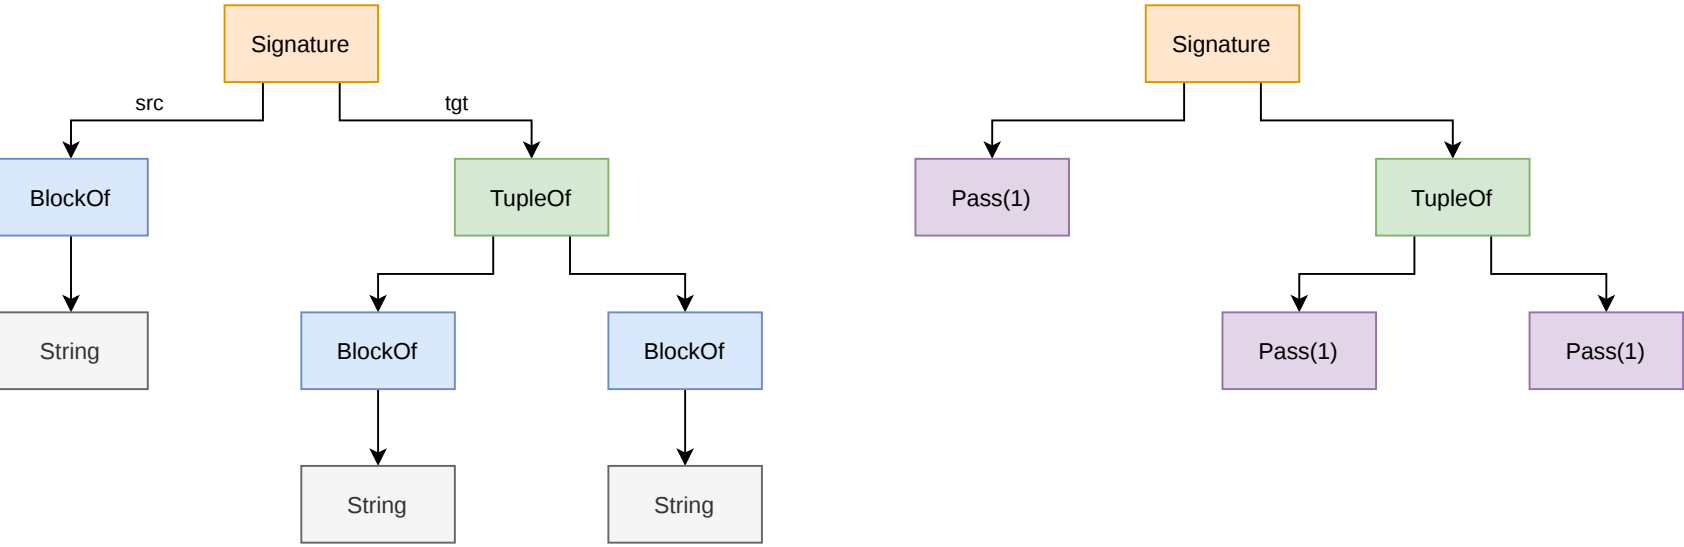 Signature
Signature
src
tgt
BlockOf
TupleOf
Pass(1)
TupleOf
String
BlockOf
BlockOf
Pass(1)
Pass(1)
String
String